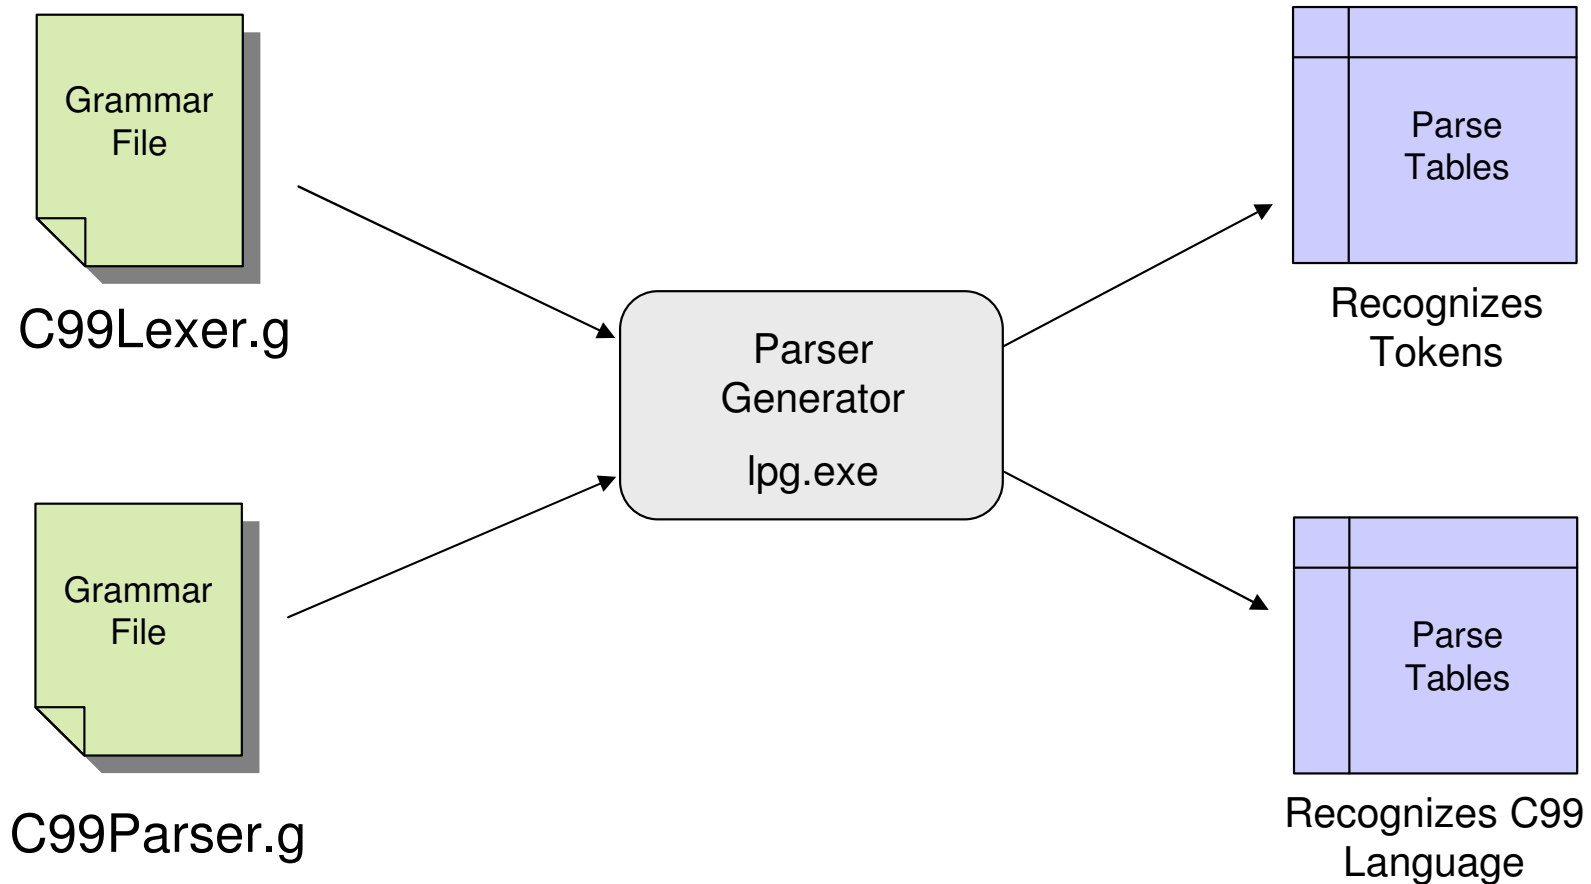 Grammar
File
C99Lexer.g
Grammar
File
C99Parser.g
Parser
Generator
lpg.exe
Parse
Tables
Recognizes
Tokens
Parse
Tables
Recognizes C99
Language